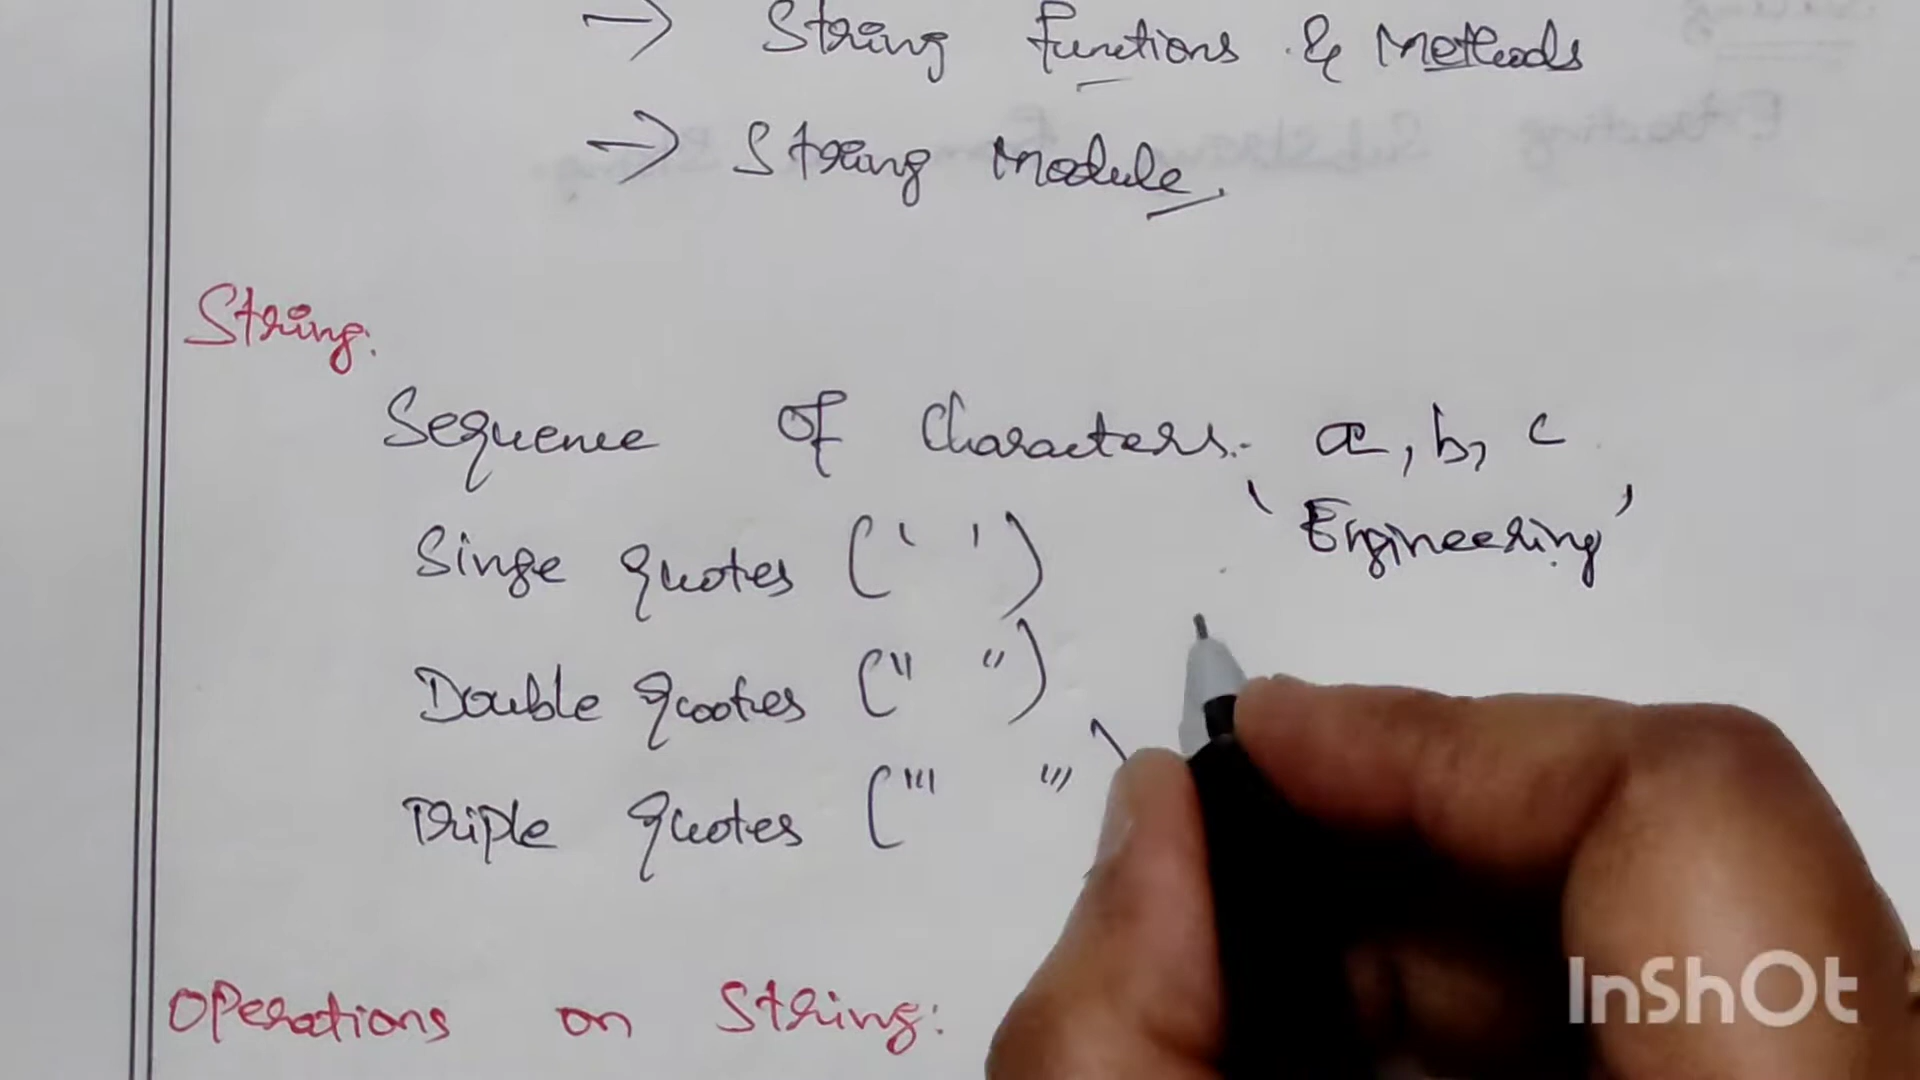 → String Functions & Methods
→ String Module.
String:
Sequence of Characters. a, b, c
'Engineering'
Singe Quotes (' ')
Double Qootes (" ")
Triple Quotes (''' '''
Operations on String:
InShOt